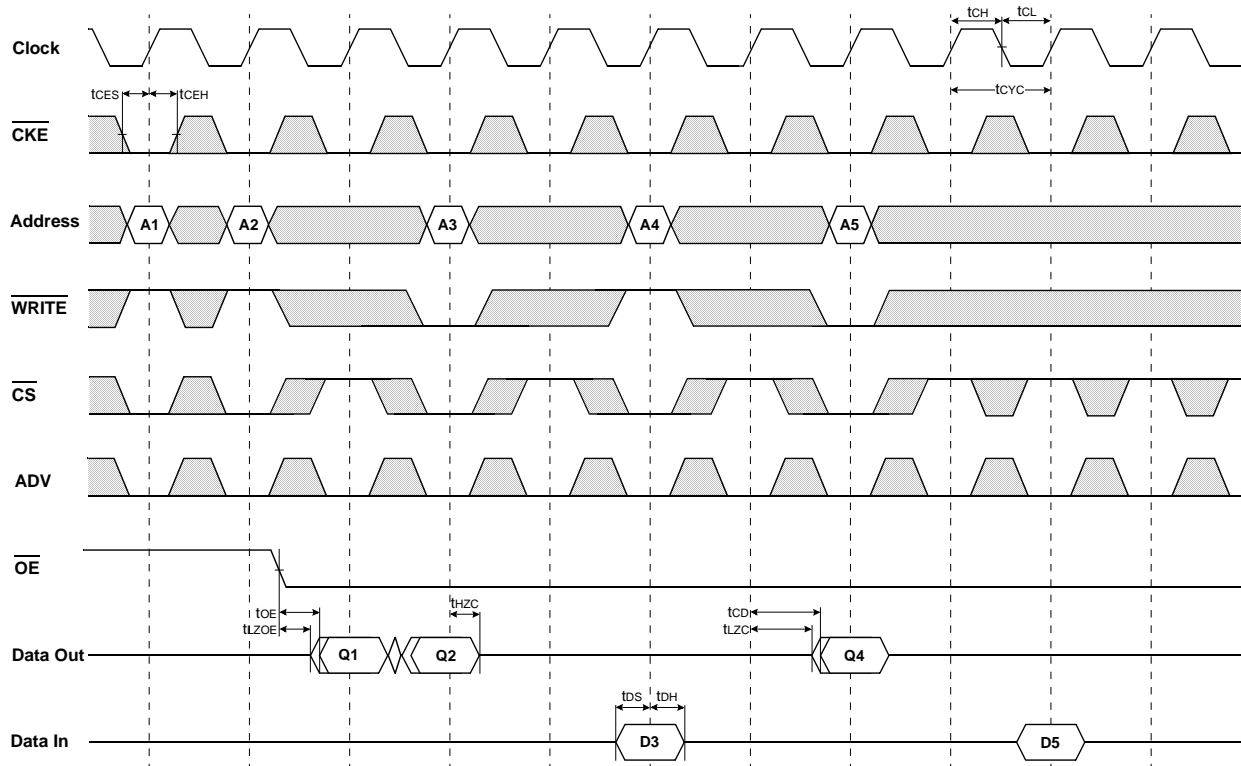 tCH tCL
Clock
tCES tCEH tCYC
CKE
Address A1 A2 A3 A4 A5
WRITE
CS
ADV
OE
tOE tHZC tCD
tLZOE tLZC
Data Out Q1 Q2 Q4
tDS tDH
Data In D3 D5